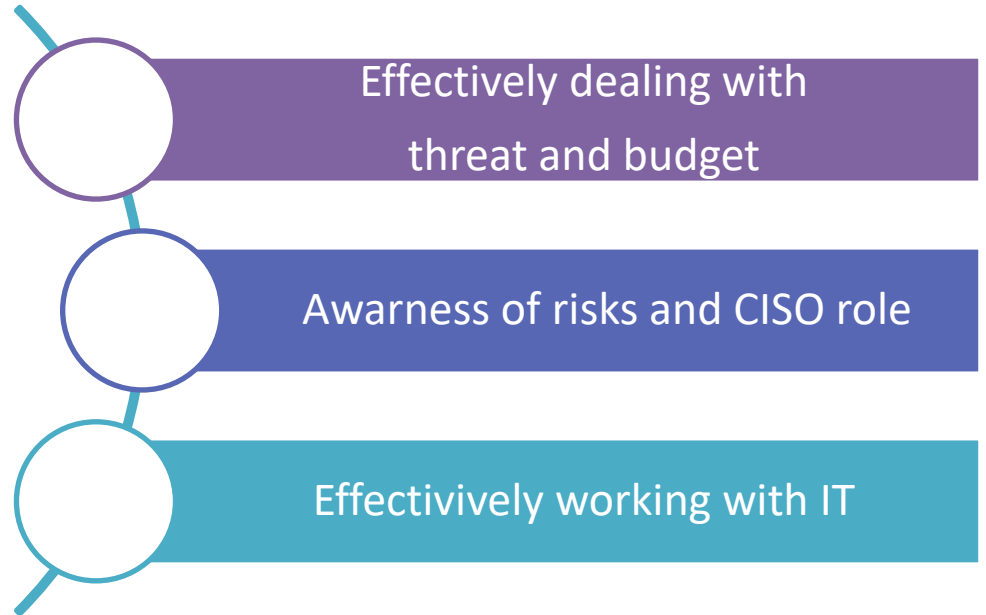 Effectively dealing with
threat and budget
Awarness of risks and CISO role
Effectivively working with IT